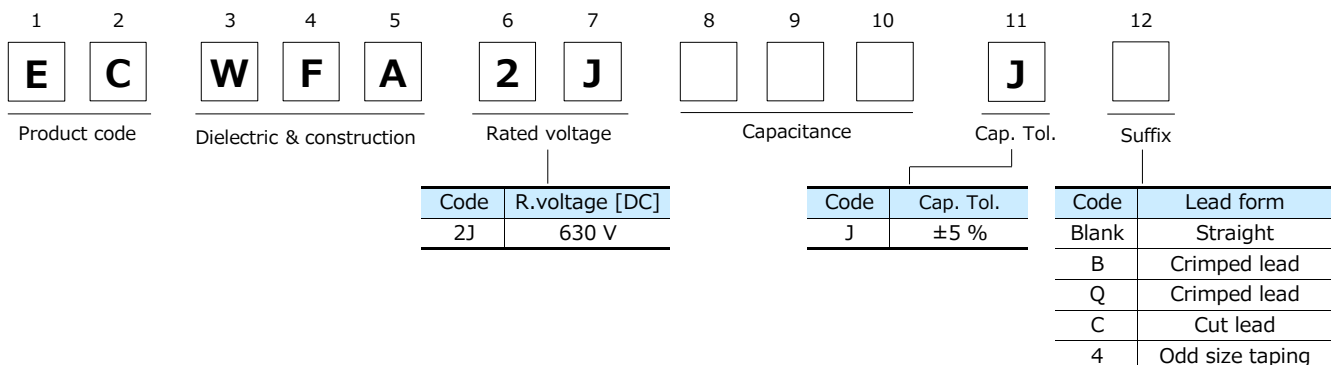 1 2 3 4 5 6 7 8 9 10 11 12
E C W F A 2 J J
Product code Dielectric & construction Rated voltage Capacitance Cap. Tol. Suffix
Code R.voltage [DC]
2J 630 V
Code Cap. Tol.
J ±5 %
Code Lead form
Blank Straight
B Crimped lead
Q Crimped lead
C Cut lead
4 Odd size taping